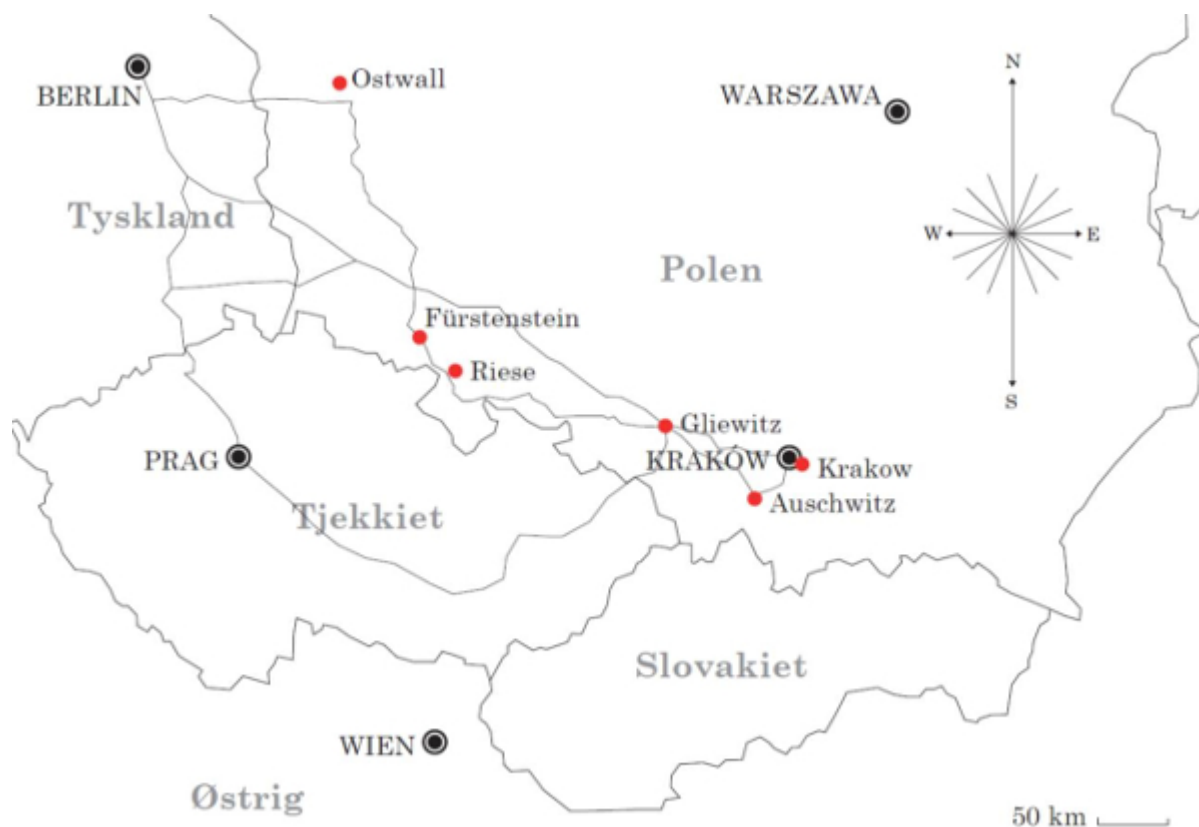 N
Ostwall
BERLIN
WARSZAWA
Tyskland
W
E
Polen
Fürstenstein
Riese
S
Gliewitz
PRAG
KRAKÓW
Krakow
Auschwitz
Tjekkiet
Slovakiet
WIEN
Østrig
50 km